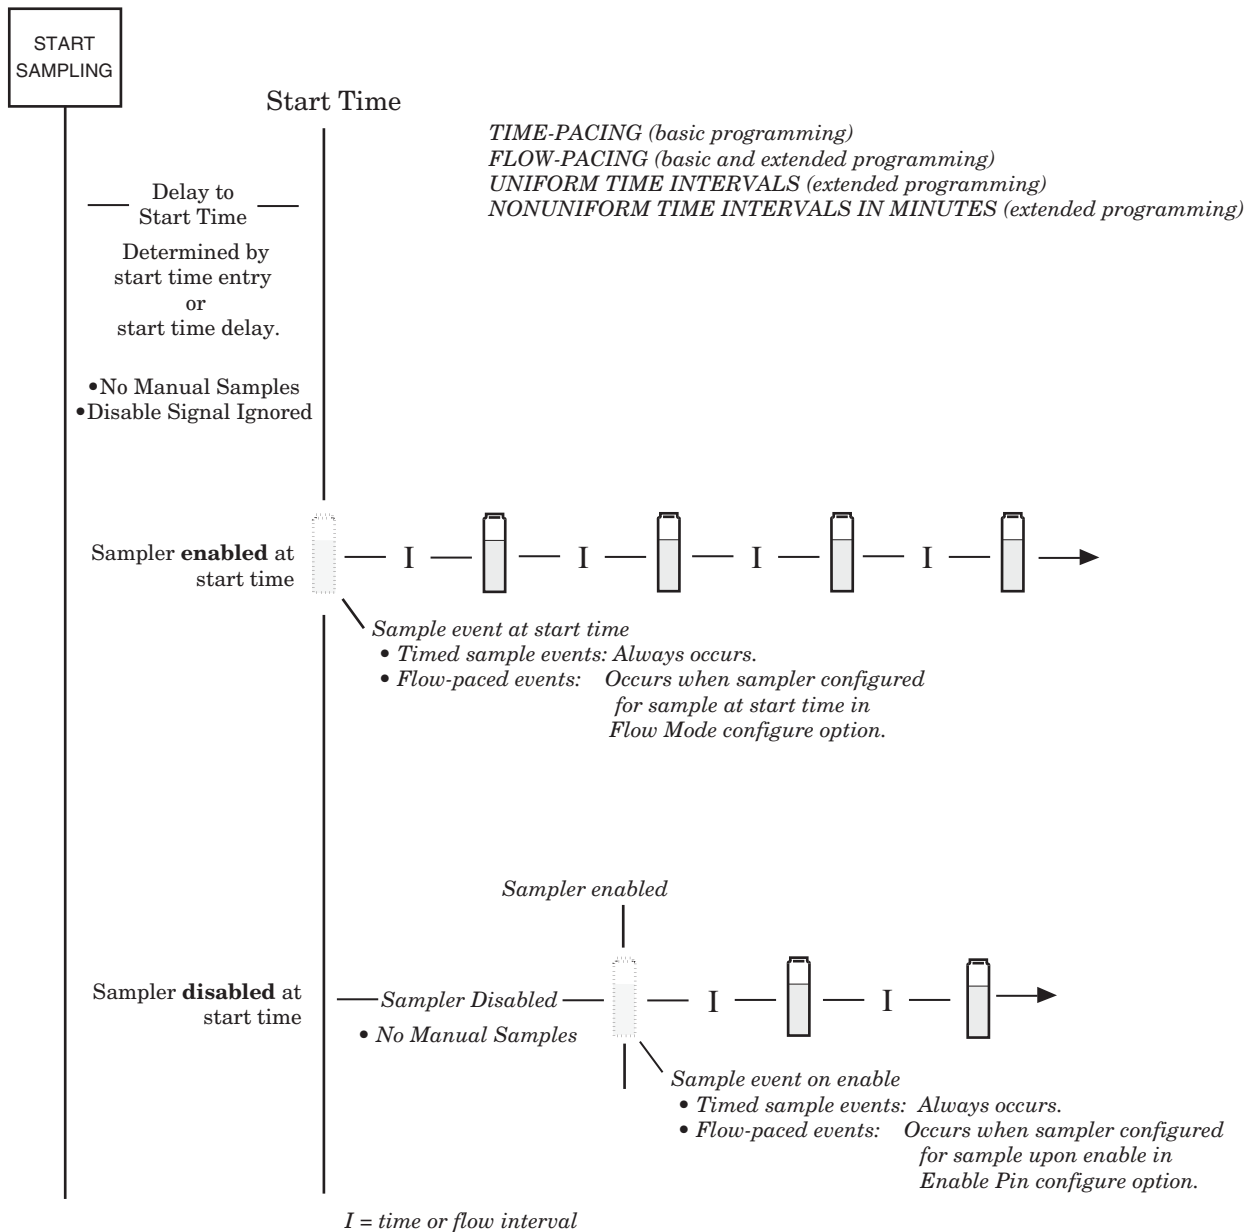 START
SAMPLING
Start Time
TIME-PACING (basic programming)
FLOW-PACING (basic and extended programming)
UNIFORM TIME INTERVALS (extended programming)
NONUNIFORM TIME INTERVALS IN MINUTES (extended programming)
Delay to
Start Time
Determined by
start time entry
or
start time delay.
•No Manual Samples
•Disable Signal Ignored
Sampler enabled at
start time
I I I I
Sample event at start time
• Timed sample events: Always occurs.
• Flow-paced events: Occurs when sampler configured
for sample at start time in
Flow Mode configure option.
Sampler enabled
Sampler disabled at
start time
Sampler Disabled
• No Manual Samples
I I
Sample event on enable
• Timed sample events: Always occurs.
• Flow-paced events: Occurs when sampler configured
for sample upon enable in
Enable Pin configure option.
I = time or flow interval